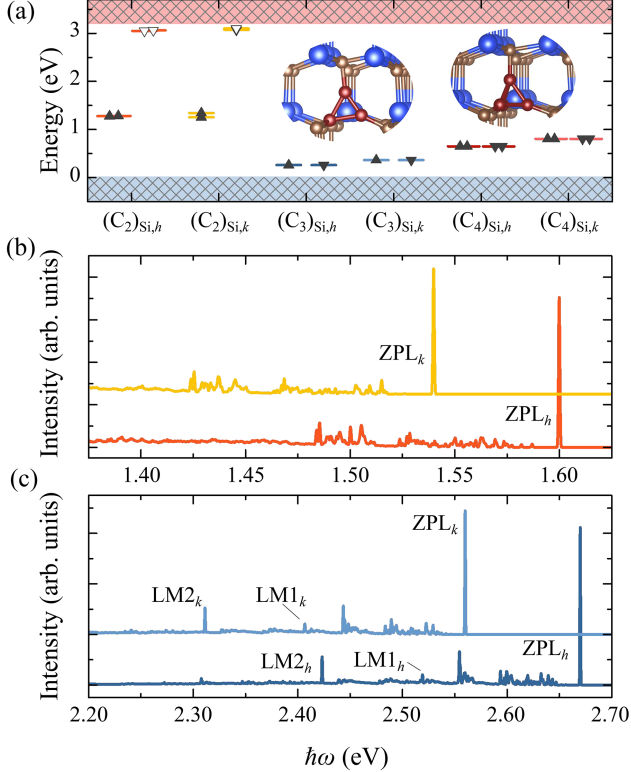 (a)
Energy (eV)
3
2
1
0
(C₂)Si,h (C₂)Si,k (C₃)Si,h (C₃)Si,k (C₄)Si,h (C₄)Si,k
(b)
Intensity (arb. units)
ZPLk
ZPLh
1.40 1.45 1.50 1.55 1.60
(c)
Intensity (arb. units)
ZPLk
LM2k LM1k
ZPLh
LM2h LM1h
2.20 2.30 2.40 2.50 2.60 2.70
ℏω (eV)